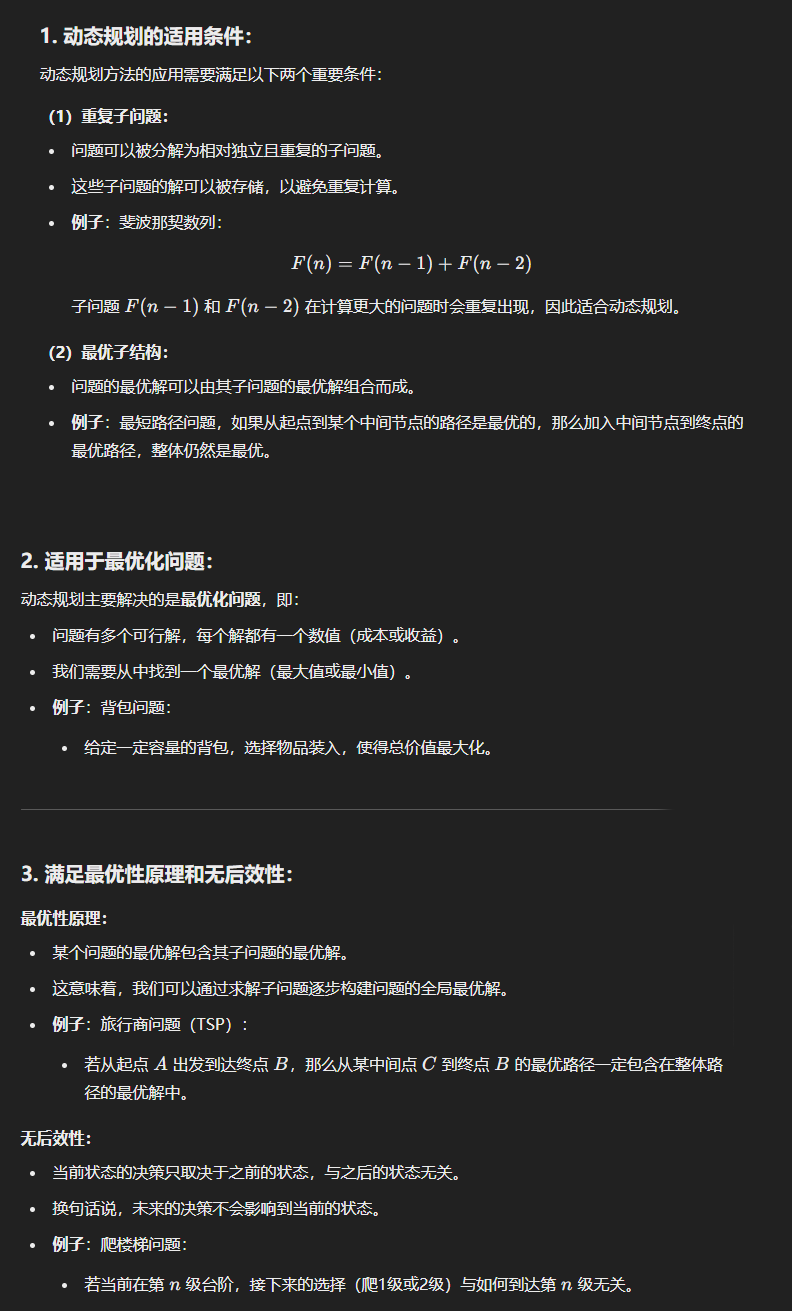 1. 动态规划的适用条件：
动态规划方法的应用需要满足以下两个重要条件：
（1）重复子问题：
• 问题可以被分解为相对独立且重复的子问题。
• 这些子问题的解可以被存储，以避免重复计算。
• 例子：斐波那契数列：
F(n) = F(n − 1) + F(n − 2)
子问题 F(n − 1) 和 F(n − 2) 在计算更大的问题时会重复出现，因此适合动态规划。
（2）最优子结构：
• 问题的最优解可以由其子问题的最优解组合而成。
• 例子：最短路径问题，如果从起点到某个中间节点的路径是最优的，那么加入中间节点到终点的
最优路径，整体仍然是最优。
2. 适用于最优化问题：
动态规划主要解决的是最优化问题，即：
• 问题有多个可行解，每个解都有一个数值（成本或收益）。
• 我们需要从中找到一个最优解（最大值或最小值）。
• 例子：背包问题：
• 给定一定容量的背包，选择物品装入，使得总价值最大化。
3. 满足最优性原理和无后效性：
最优性原理：
• 某个问题的最优解包含其子问题的最优解。
• 这意味着，我们可以通过求解子问题逐步构建问题的全局最优解。
• 例子：旅行商问题（TSP）：
• 若从起点 A 出发到达终点 B，那么从某中间点 C 到终点 B 的最优路径一定包含在整体路
径的最优解中。
无后效性：
• 当前状态的决策只取决于之前的状态，与之后的状态无关。
• 换句话说，未来的决策不会影响到当前的状态。
• 例子：爬楼梯问题：
• 若当前在第 n 级台阶，接下来的选择（爬1级或2级）与如何到达第 n 级无关。